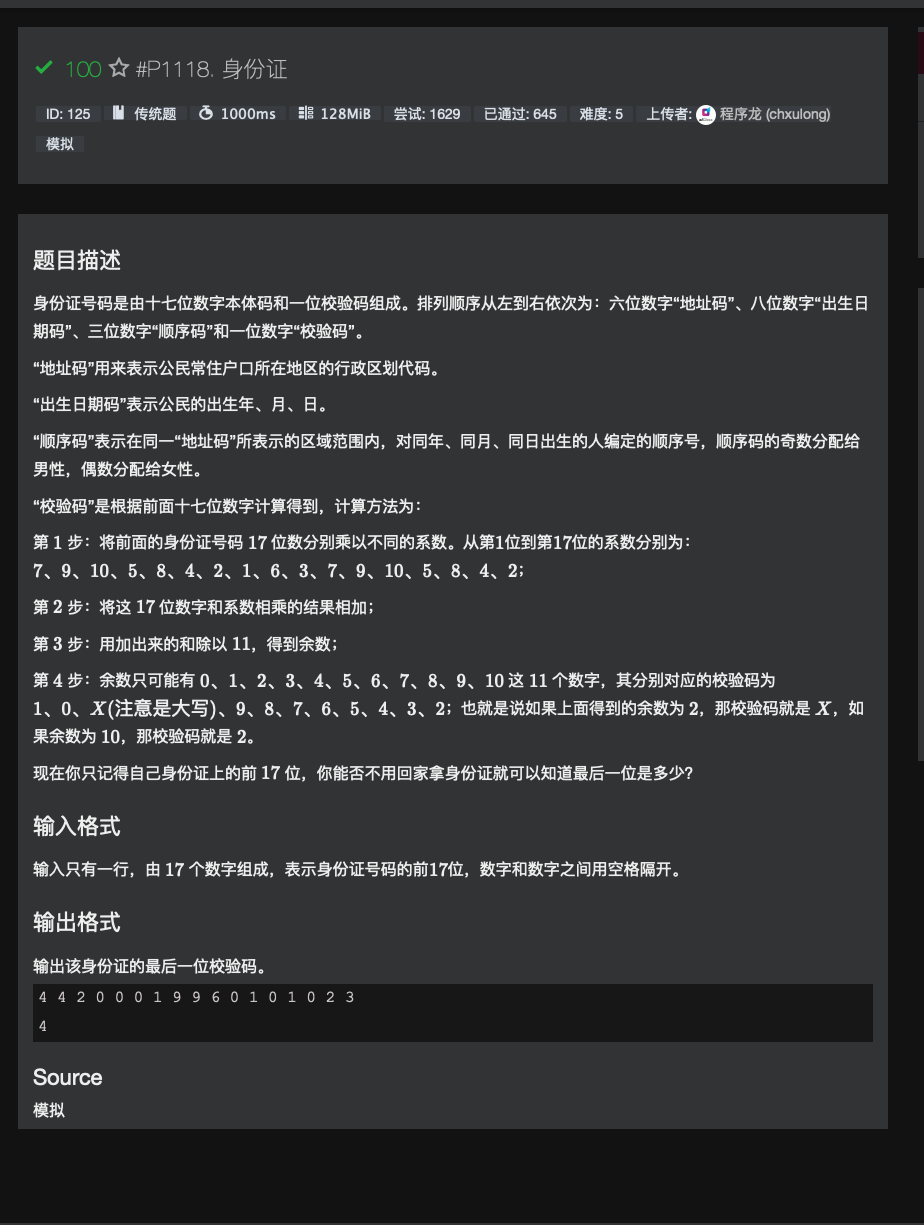 100 #P1118. 身份证
ID: 125 传统题 1000ms 128MiB 尝试: 1629 已通过: 645 难度: 5 上传者: 程序龙 (chxulong)
模拟
题目描述
身份证号码是由十七位数字本体码和一位校验码组成。排列顺序从左到右依次为：六位数字“地址码”、八位数字“出生日
期码”、三位数字“顺序码”和一位数字“校验码”。
“地址码”用来表示公民常住户口所在地区的行政区划代码。
“出生日期码”表示公民的出生年、月、日。
“顺序码”表示在同一“地址码”所表示的区域范围内，对同年、同月、同日出生的人编定的顺序号，顺序码的奇数分配给
男性，偶数分配给女性。
“校验码”是根据前面十七位数字计算得到，计算方法为：
第 1 步：将前面的身份证号码 17 位数分别乘以不同的系数。从第1位到第17位的系数分别为：
7、9、10、5、8、4、2、1、6、3、7、9、10、5、8、4、2；
第 2 步：将这 17 位数字和系数相乘的结果相加；
第 3 步：用加出来的和除以 11，得到余数；
第 4 步：余数只可能有 0、1、2、3、4、5、6、7、8、9、10 这 11 个数字，其分别对应的校验码为
1、0、X(注意是大写)、9、8、7、6、5、4、3、2；也就是说如果上面得到的余数为 2，那校验码就是 X，如
果余数为 10，那校验码就是 2。
现在你只记得自己身份证上的前 17 位，你能否不用回家拿身份证就可以知道最后一位是多少?
输入格式
输入只有一行，由 17 个数字组成，表示身份证号码的前17位，数字和数字之间用空格隔开。
输出格式
输出该身份证的最后一位校验码。
4 4 2 0 0 0 1 9 9 6 0 1 0 1 0 2 3
4
Source
模拟